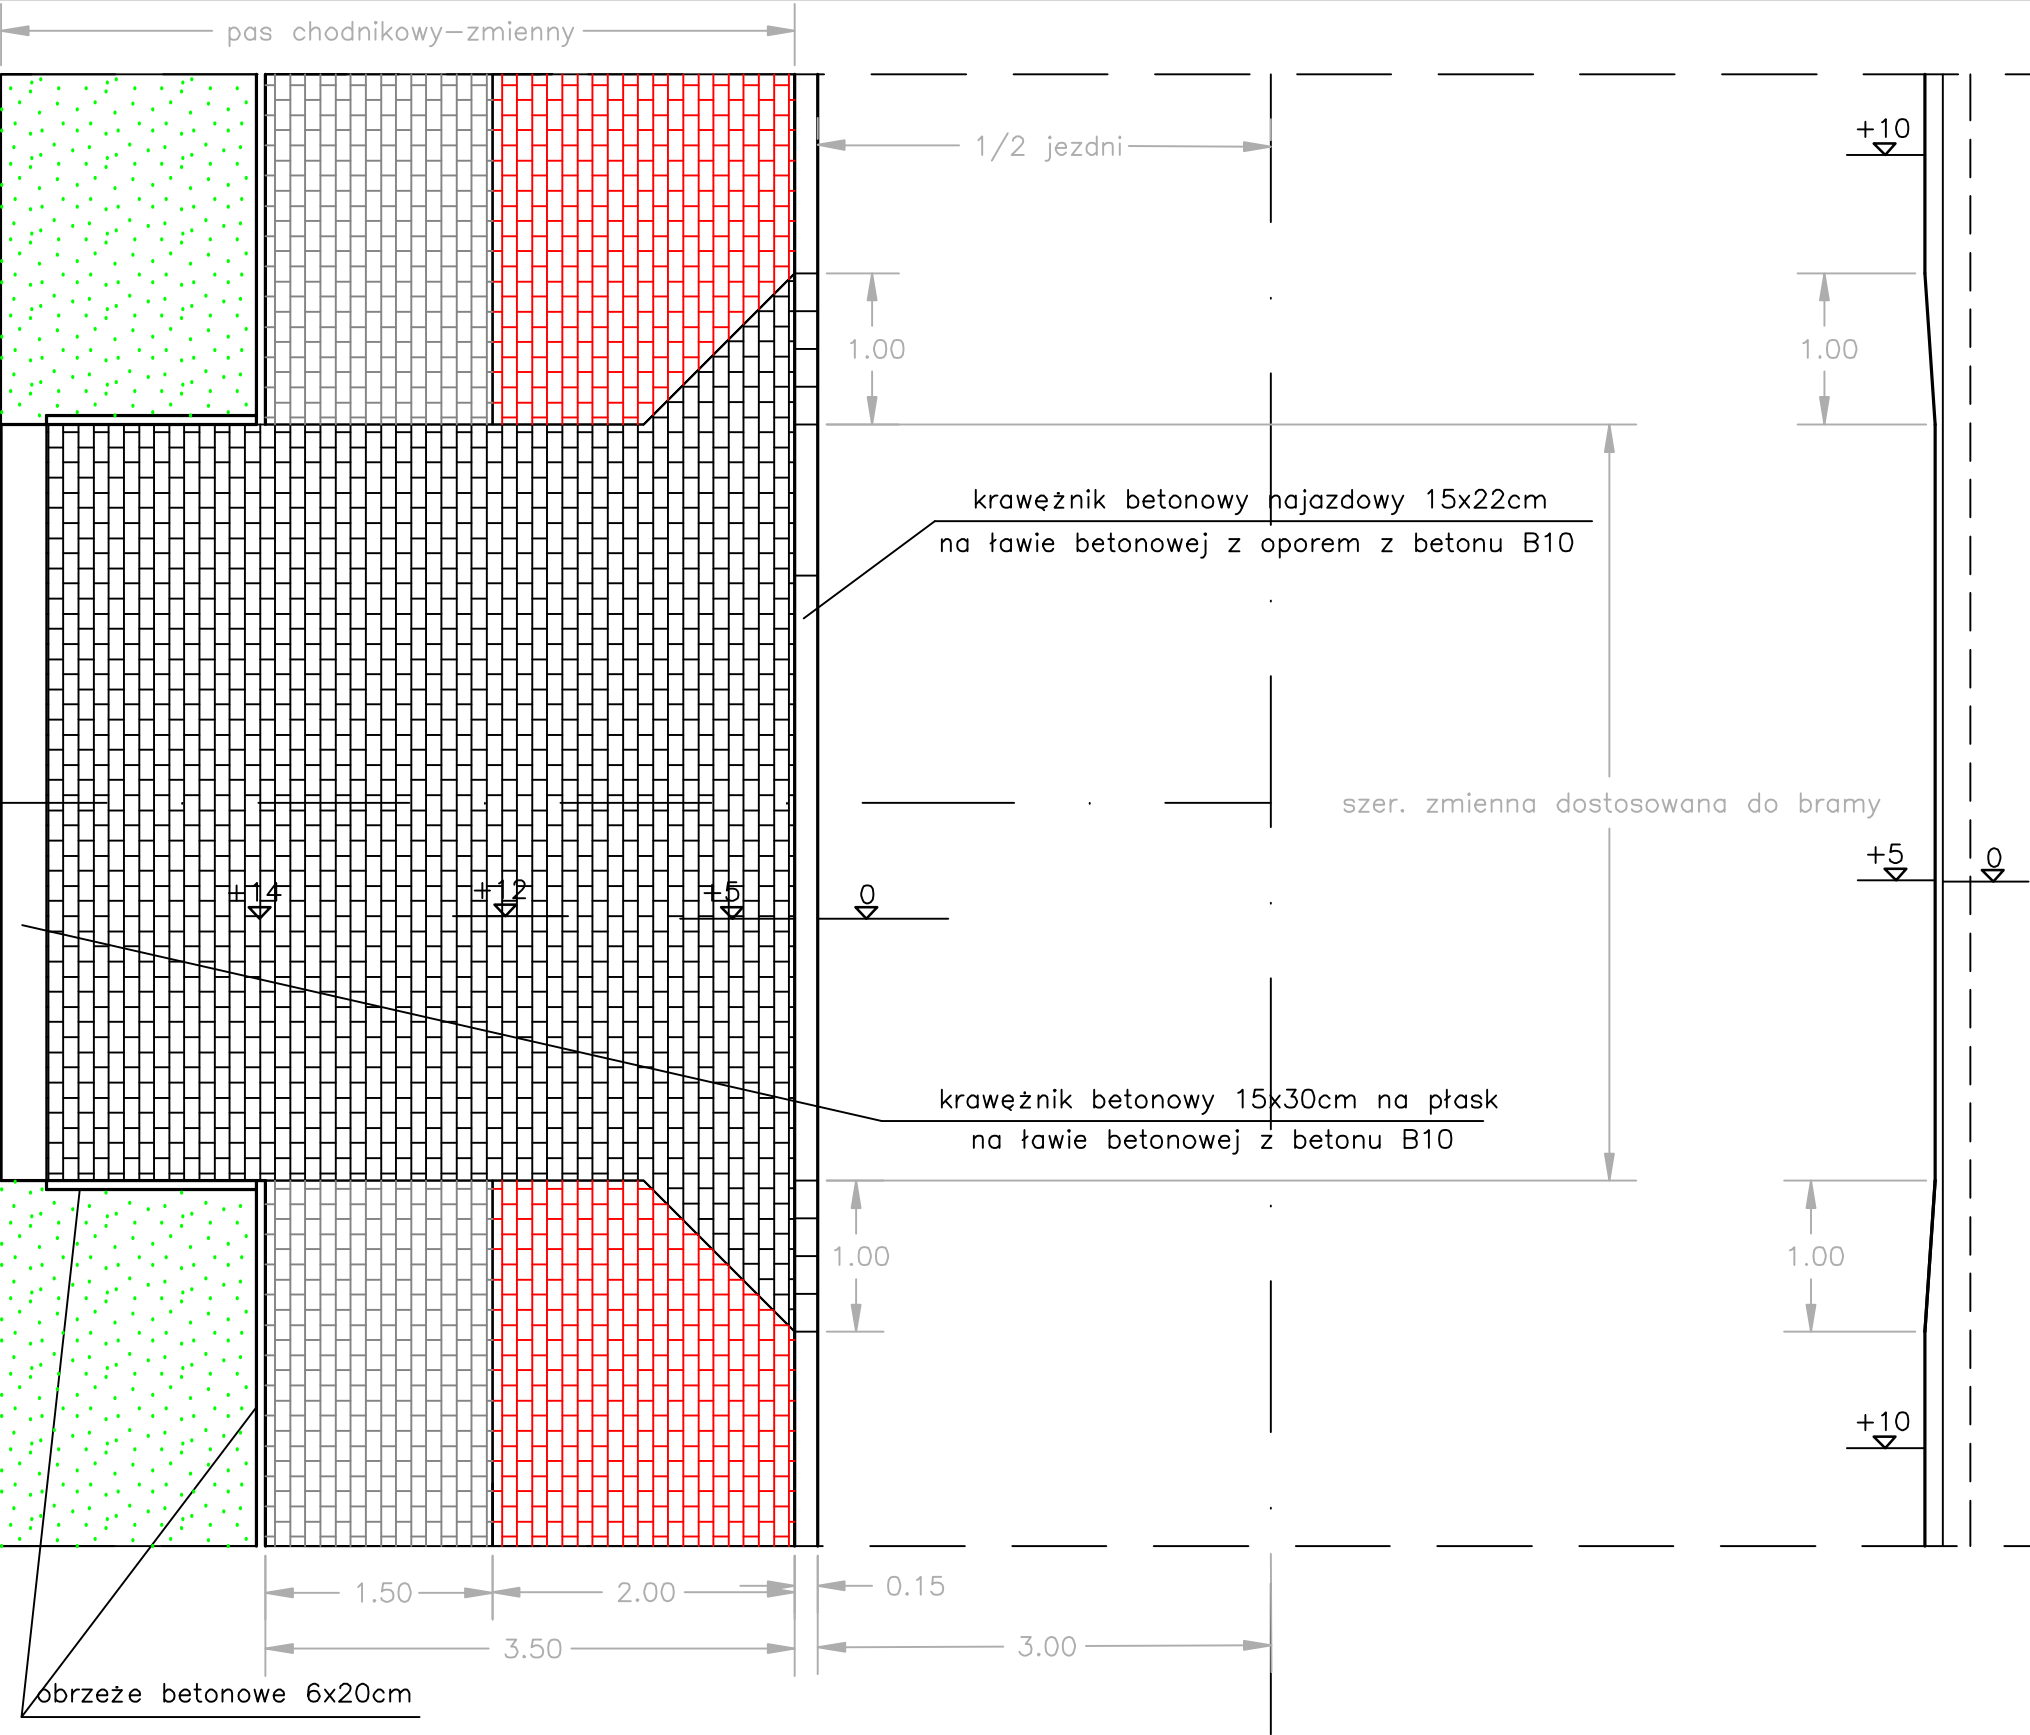 pas chodnikowy-zmienny
1/2 jezdni
+10
1.00
1.00
krawężnik betonowy najazdowy 15x22cm
na ławie betonowej z oporem z betonu B10
szer. zmienna dostosowana do bramy
+5
0
+14
+12
+5
0
krawężnik betonowy 15x30cm na płask
na ławie betonowej z betonu B10
1.00
1.00
+10
1.50
2.00
0.15
3.50
3.00
obrzeże betonowe 6x20cm